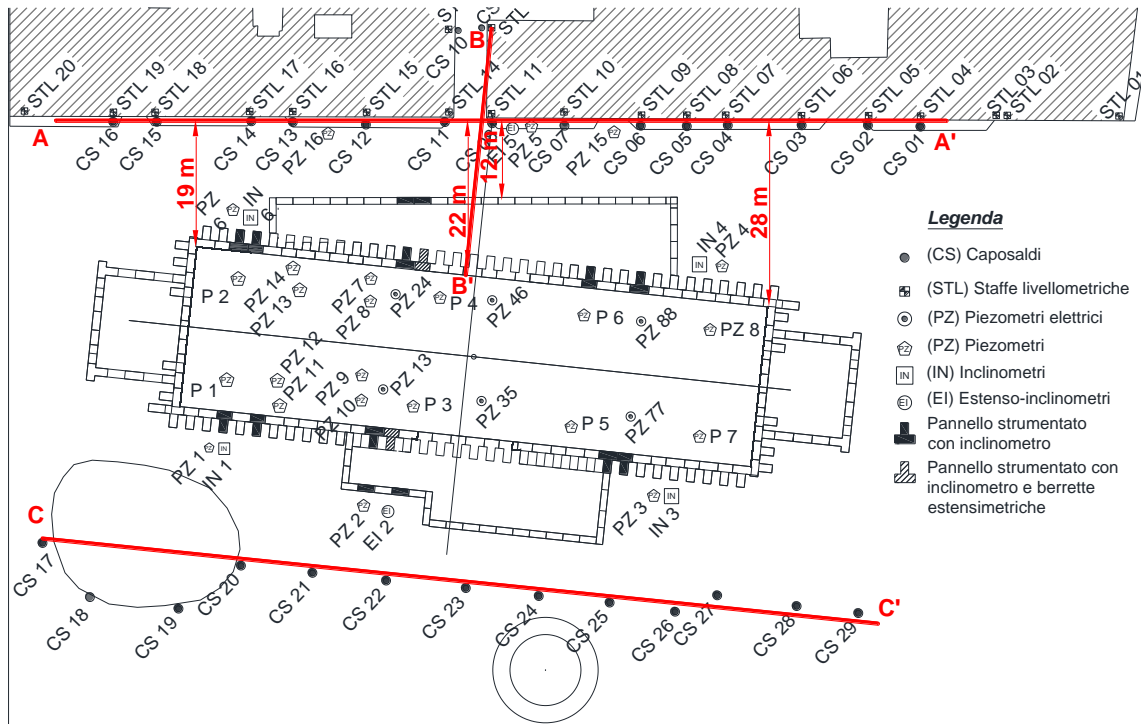 STL 20
STL 19
STL 18
STL 17
STL 16
STL 15
STL 14
STL 11
STL 10
STL 09
STL 08
STL 07
STL 06
STL 05
STL 04
STL 03
STL 02
STL 01
CS 10
B
STL
A
A'
CS 16
CS 15
CS 14
CS 13
PZ 16
CS 12
CS 11
EI 5
PZ 5
CS 07
PZ 15
CS 06
CS 05
CS 04
CS 03
CS 02
CS 01
19 m
22 m
12 m
28 m
PZ 6
IN 6
IN 4
PZ 4
B'
P 2
PZ 14
PZ 13
PZ 7
PZ 8
PZ 24
P 4
PZ 46
P 6
PZ 88
PZ 8
P 1
PZ 12
PZ 11
PZ 9
PZ 10
PZ 13
P 3
PZ 35
P 5
PZ 77
P 7
PZ 1
IN 1
PZ 2
EI 2
PZ 3
IN 3
C
C'
CS 17
CS 18
CS 19
CS 20
CS 21
CS 22
CS 23
CS 24
CS 25
CS 26
CS 27
CS 28
CS 29
Legenda
(CS) Caposaldi
(STL) Staffe livellometriche
(PZ) Piezometri elettrici
PZ (PZ) Piezometri
IN (IN) Inclinometri
EI (EI) Estenso-inclinometri
Pannello strumentato
con inclinometro
Pannello strumentato con
inclinometro e berrette
estensimetriche